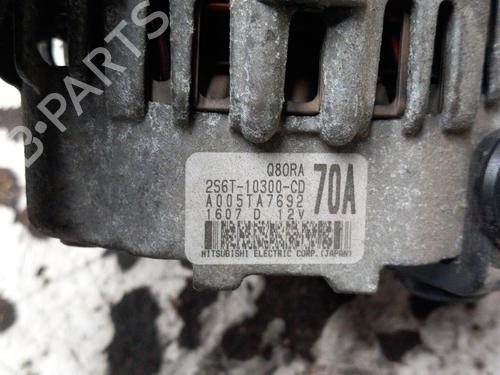 B-PARTS
Q80RA
2S6T-10300-CD 70A
A005TA7692
1607 D 12V
MITSUBISHI ELECTRIC CORP.(JAPAN)